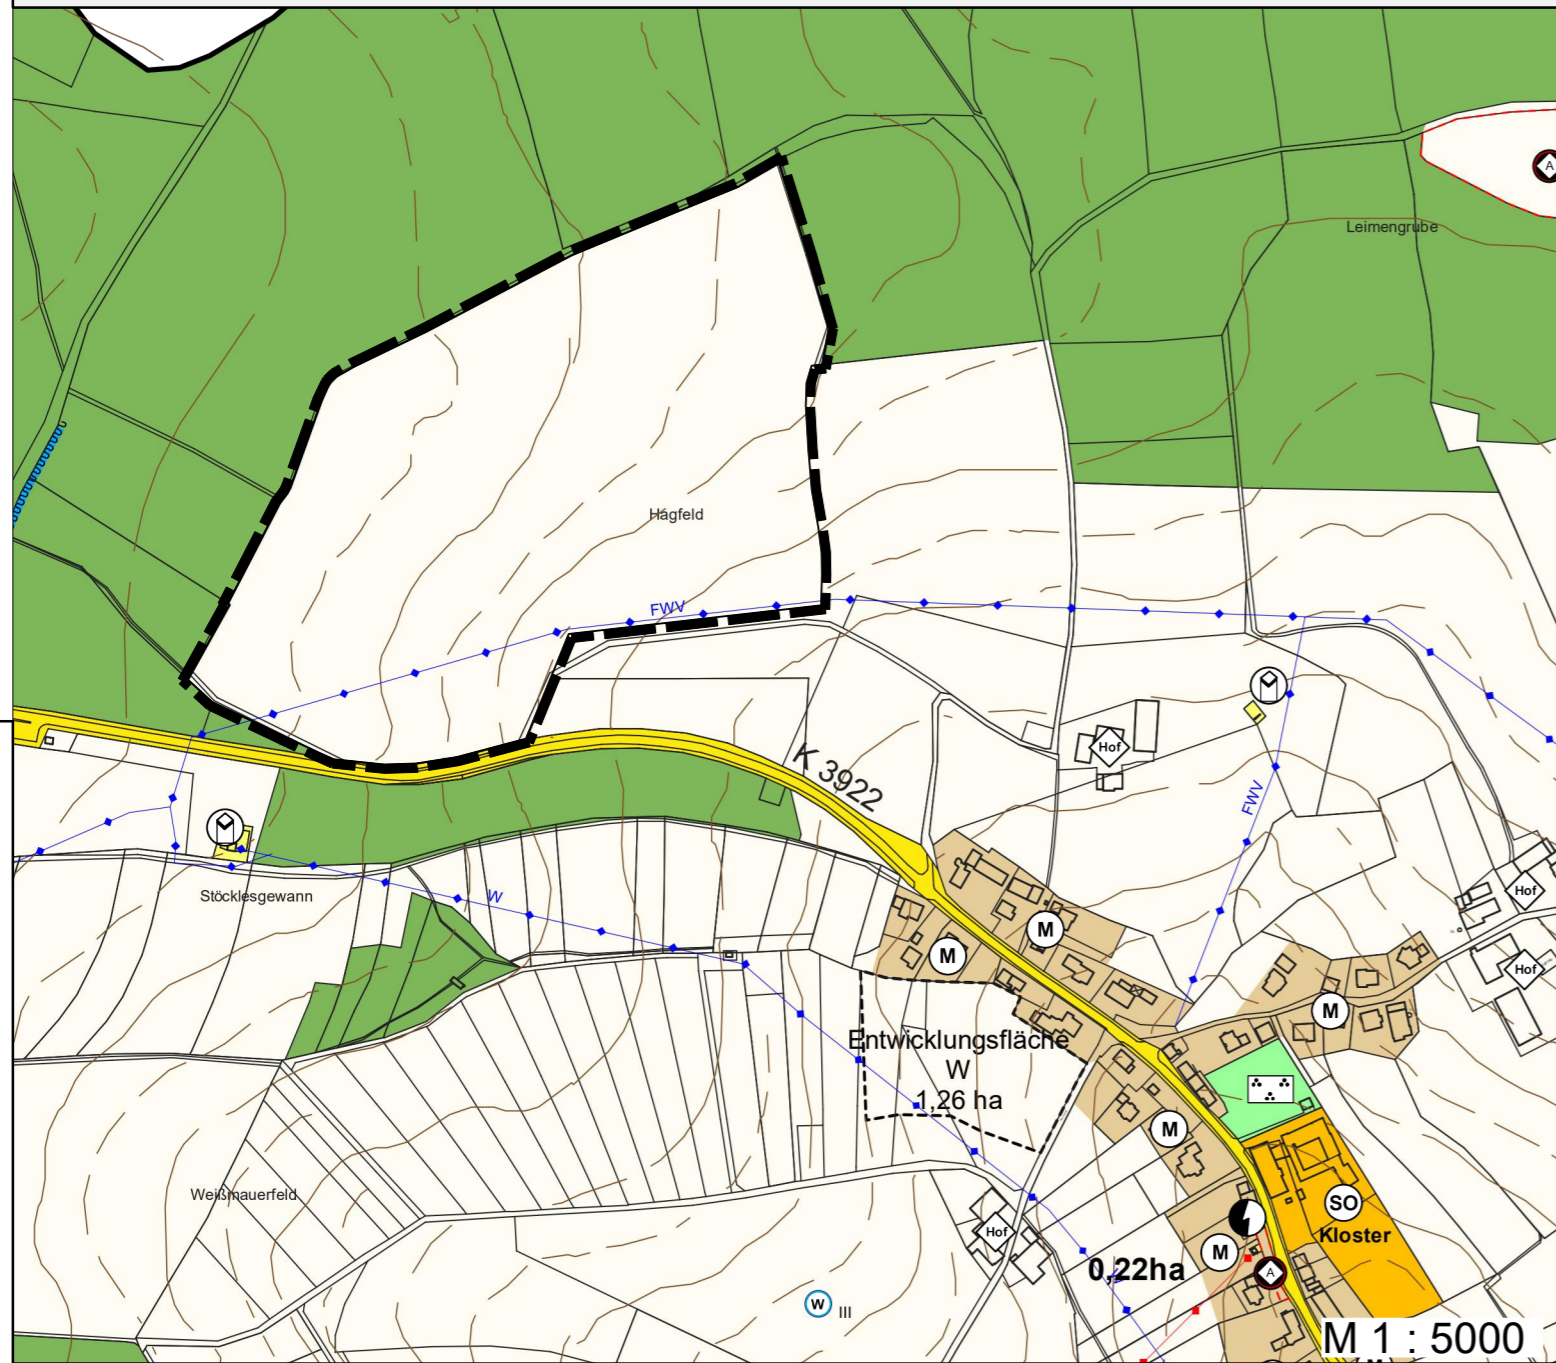 A
Leimengrube
Hagfeld
FWV
K 3922
Hof
FWV
Stöcklesgewann
W
Hof
M
M
Hof
M
Entwicklungsfläche
W
1,26 ha
M
Weißmauerfeld
SO
Kloster
Hof
M
0,22ha
A
W
III
M 1 : 5000